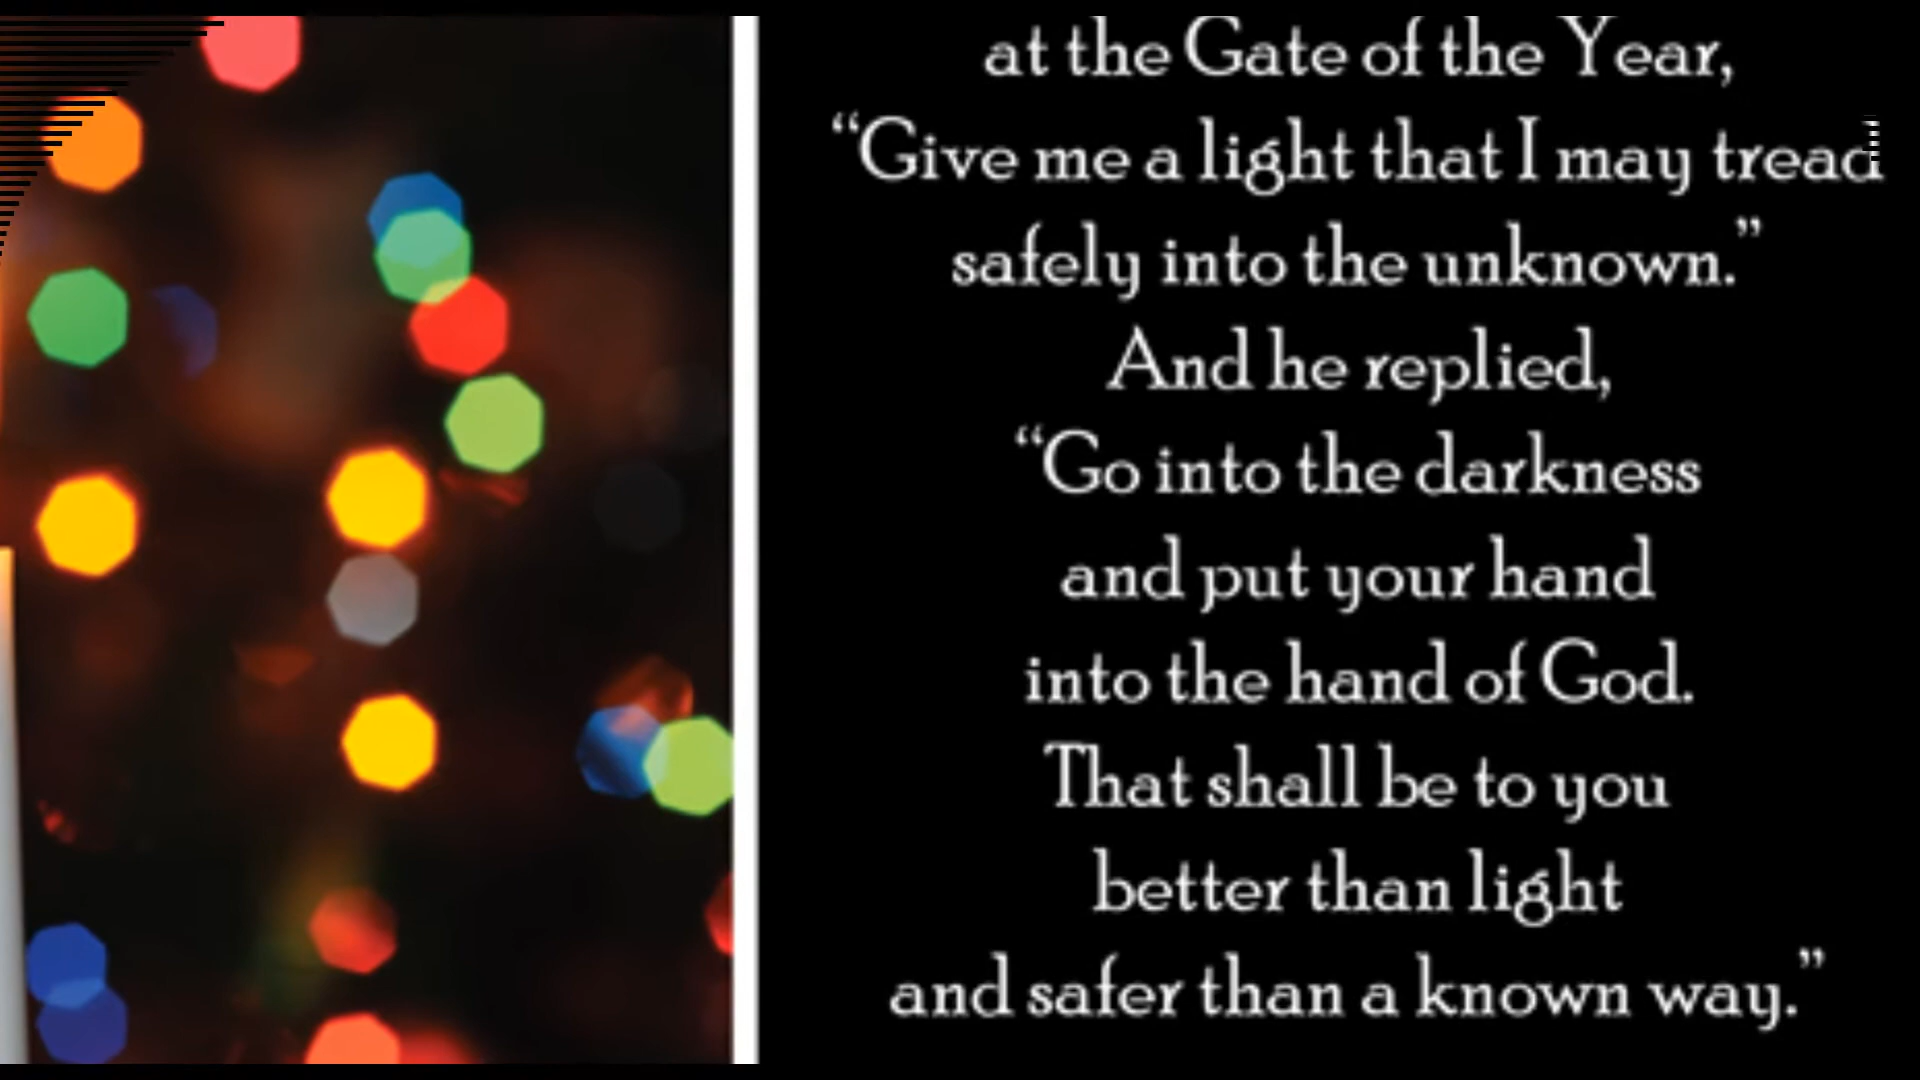 at the Gate of the Year,
“Give me a light that I may tread
safely into the unknown.”
And he replied,
“Go into the darkness
and put your hand
into the hand of God.
That shall be to you
better than light
and safer than a known way.”